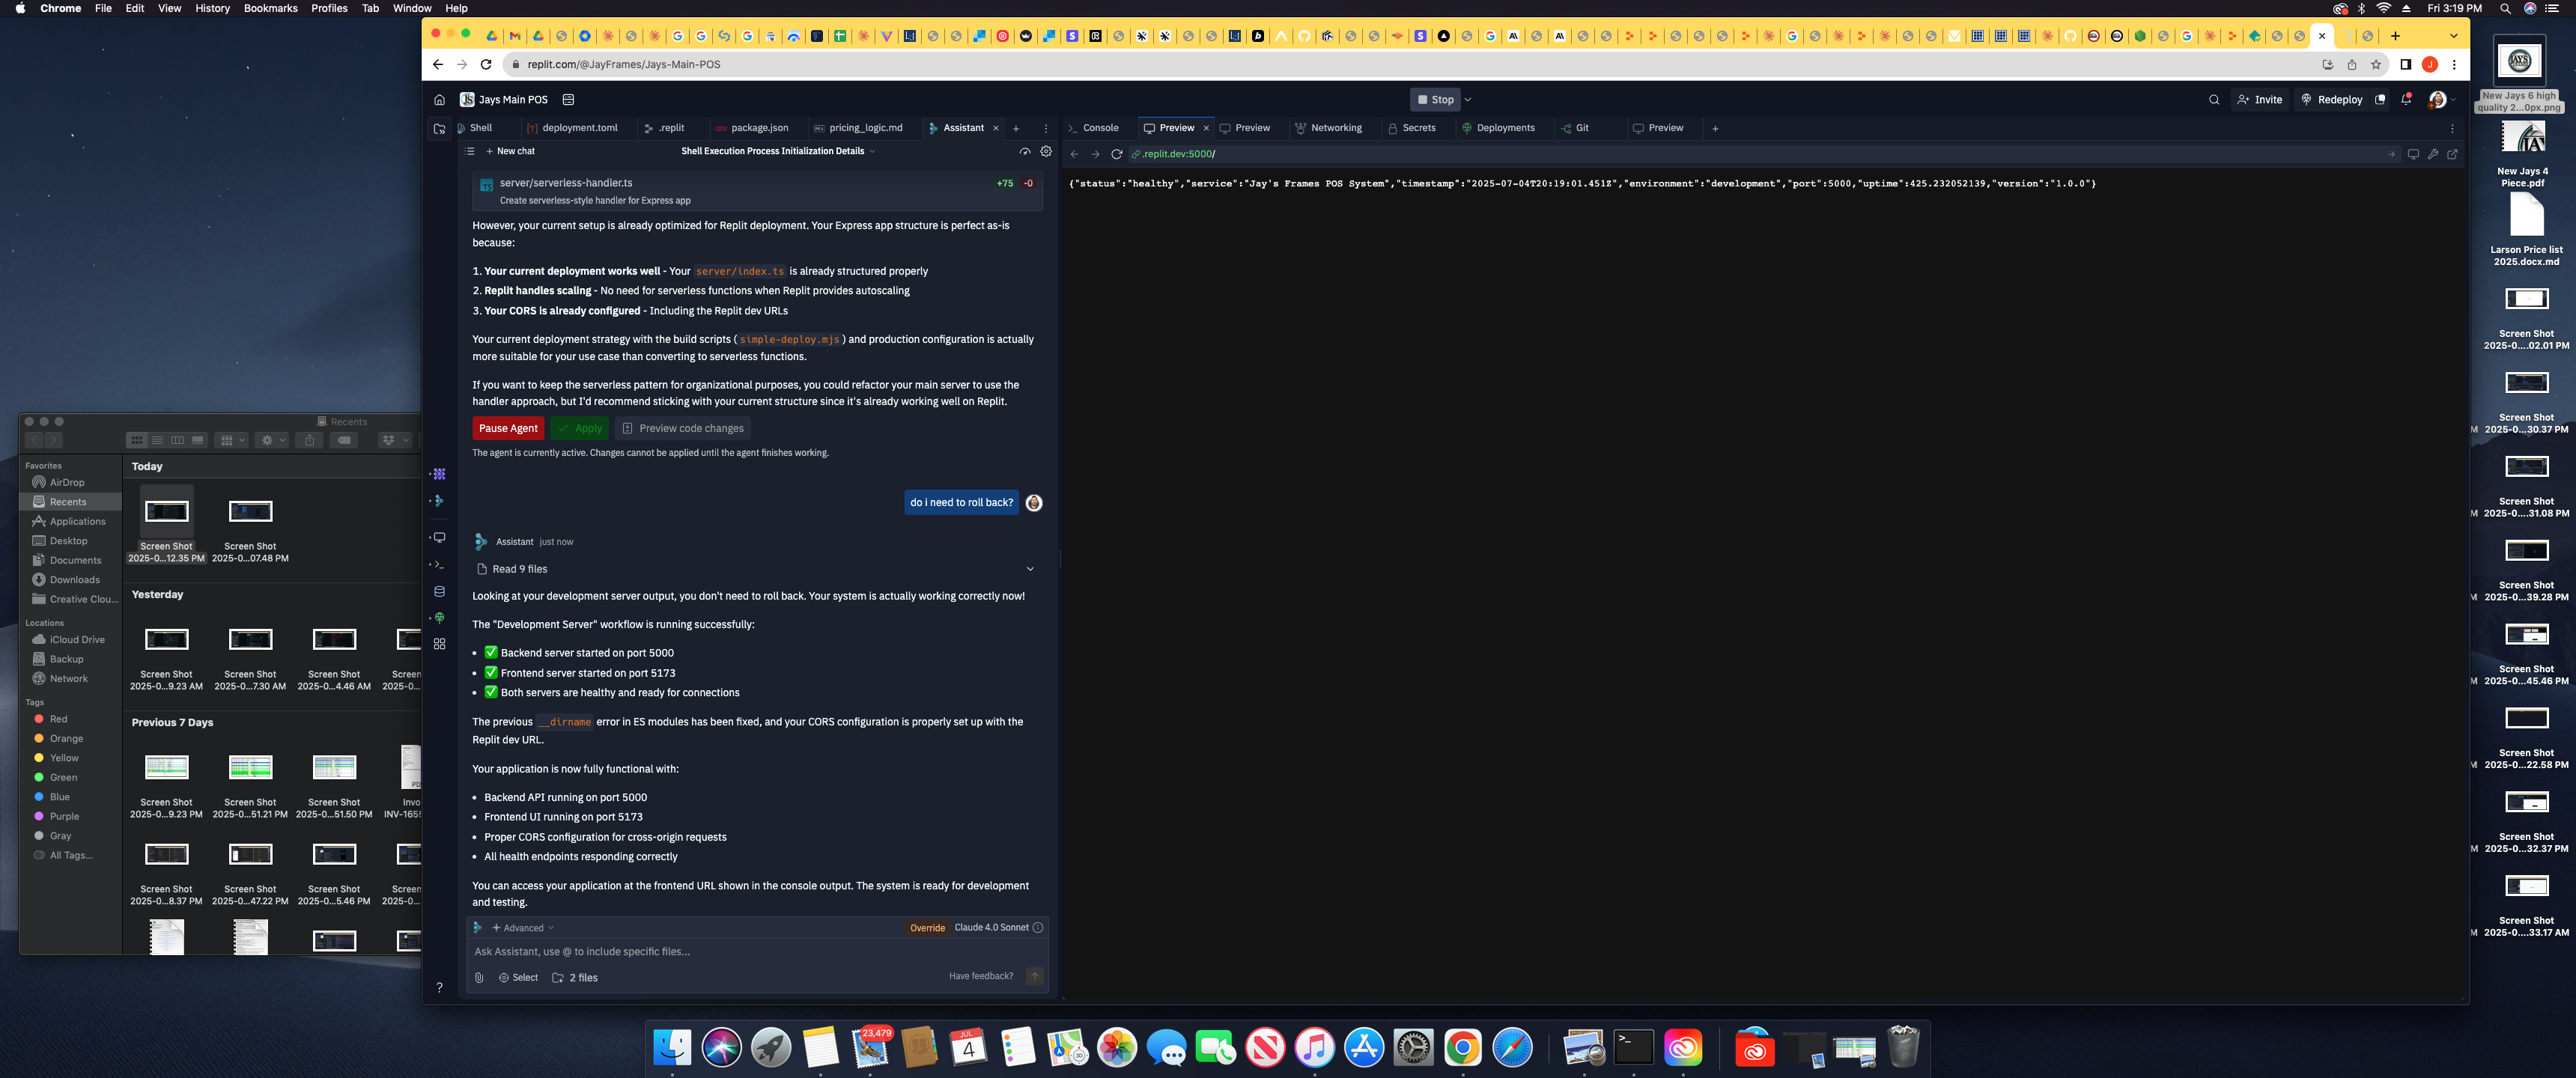 Chrome File Edit View History Bookmarks Profiles Tab Window Help
Fri 3:19 PM
replit.com/@JayFrames/Jays-Main-POS
Jays Main POS
Stop
Invite
Redeploy
Shell
deployment.toml
.replit
package.json
pricing_logic.md
Assistant
Console
Preview
Preview
Networking
Secrets
Deployments
Git
Preview
New chat
Shell Execution Process Initialization Details
.replit.dev:5000/
server/serverless-handler.ts
+75 -0
Create serverless-style handler for Express app
However, your current setup is already optimized for Replit deployment. Your Express app structure is perfect as-is
because:
1. Your current deployment works well - Your server/index.ts is already structured properly
2. Replit handles scaling - No need for serverless functions when Replit provides autoscaling
3. Your CORS is already configured - Including the Replit dev URLs
Your current deployment strategy with the build scripts ( simple-deploy.mjs ) and production configuration is actually
more suitable for your use case than converting to serverless functions.
If you want to keep the serverless pattern for organizational purposes, you could refactor your main server to use the
handler approach, but I'd recommend sticking with your current structure since it's already working well on Replit.
Pause Agent
Apply
Preview code changes
The agent is currently active. Changes cannot be applied until the agent finishes working.
do i need to roll back?
Assistant just now
Read 9 files
Looking at your development server output, you don't need to roll back. Your system is actually working correctly now!
The "Development Server" workflow is running successfully:
• ✅ Backend server started on port 5000
• ✅ Frontend server started on port 5173
• ✅ Both servers are healthy and ready for connections
The previous __dirname error in ES modules has been fixed, and your CORS configuration is properly set up with the
Replit dev URL.
Your application is now fully functional with:
• Backend API running on port 5000
• Frontend UI running on port 5173
• Proper CORS configuration for cross-origin requests
• All health endpoints responding correctly
You can access your application at the frontend URL shown in the console output. The system is ready for development
and testing.
Advanced
Override
Claude 4.0 Sonnet
Ask Assistant, use @ to include specific files...
Select
2 files
Have feedback?
{"status":"healthy","service":"Jay's Frames POS System","timestamp":"2025-07-04T20:19:01.451Z","environment":"development","port":5000,"uptime":425.232052139,"version":"1.0.0"}
Recents
Favorites
AirDrop
Recents
Applications
Desktop
Documents
Downloads
Creative Clou...
Locations
iCloud Drive
Backup
Network
Tags
Red
Orange
Yellow
Green
Blue
Purple
Gray
All Tags...
Today
Screen Shot
2025-0...12.35 PM
Screen Shot
2025-0...07.48 PM
Yesterday
Screen Shot
2025-0...9.23 AM
Screen Shot
2025-0...7.30 AM
Screen Shot
2025-0...4.46 AM
Screen
2025-0...
Previous 7 Days
Screen Shot
2025-0...9.23 PM
Screen Shot
2025-0...51.21 PM
Screen Shot
2025-0...51.50 PM
Invo
INV-165
Screen Shot
2025-0...8.37 PM
Screen Shot
2025-0...47.22 PM
Screen Shot
2025-0...5.46 PM
Screen
2025-0...
New Jays 6 high
quality 2...0px.png
New Jays 4
Piece.pdf
Larson Price list
2025.docx.md
Screen Shot
2025-0....02.01 PM
Screen Shot
2025-0...30.37 PM
Screen Shot
2025-0....31.08 PM
Screen Shot
2025-0...39.28 PM
Screen Shot
2025-0...45.46 PM
Screen Shot
2025-0...22.58 PM
Screen Shot
2025-0...32.37 PM
Screen Shot
2025-0....33.17 AM
23,479
JUL
4